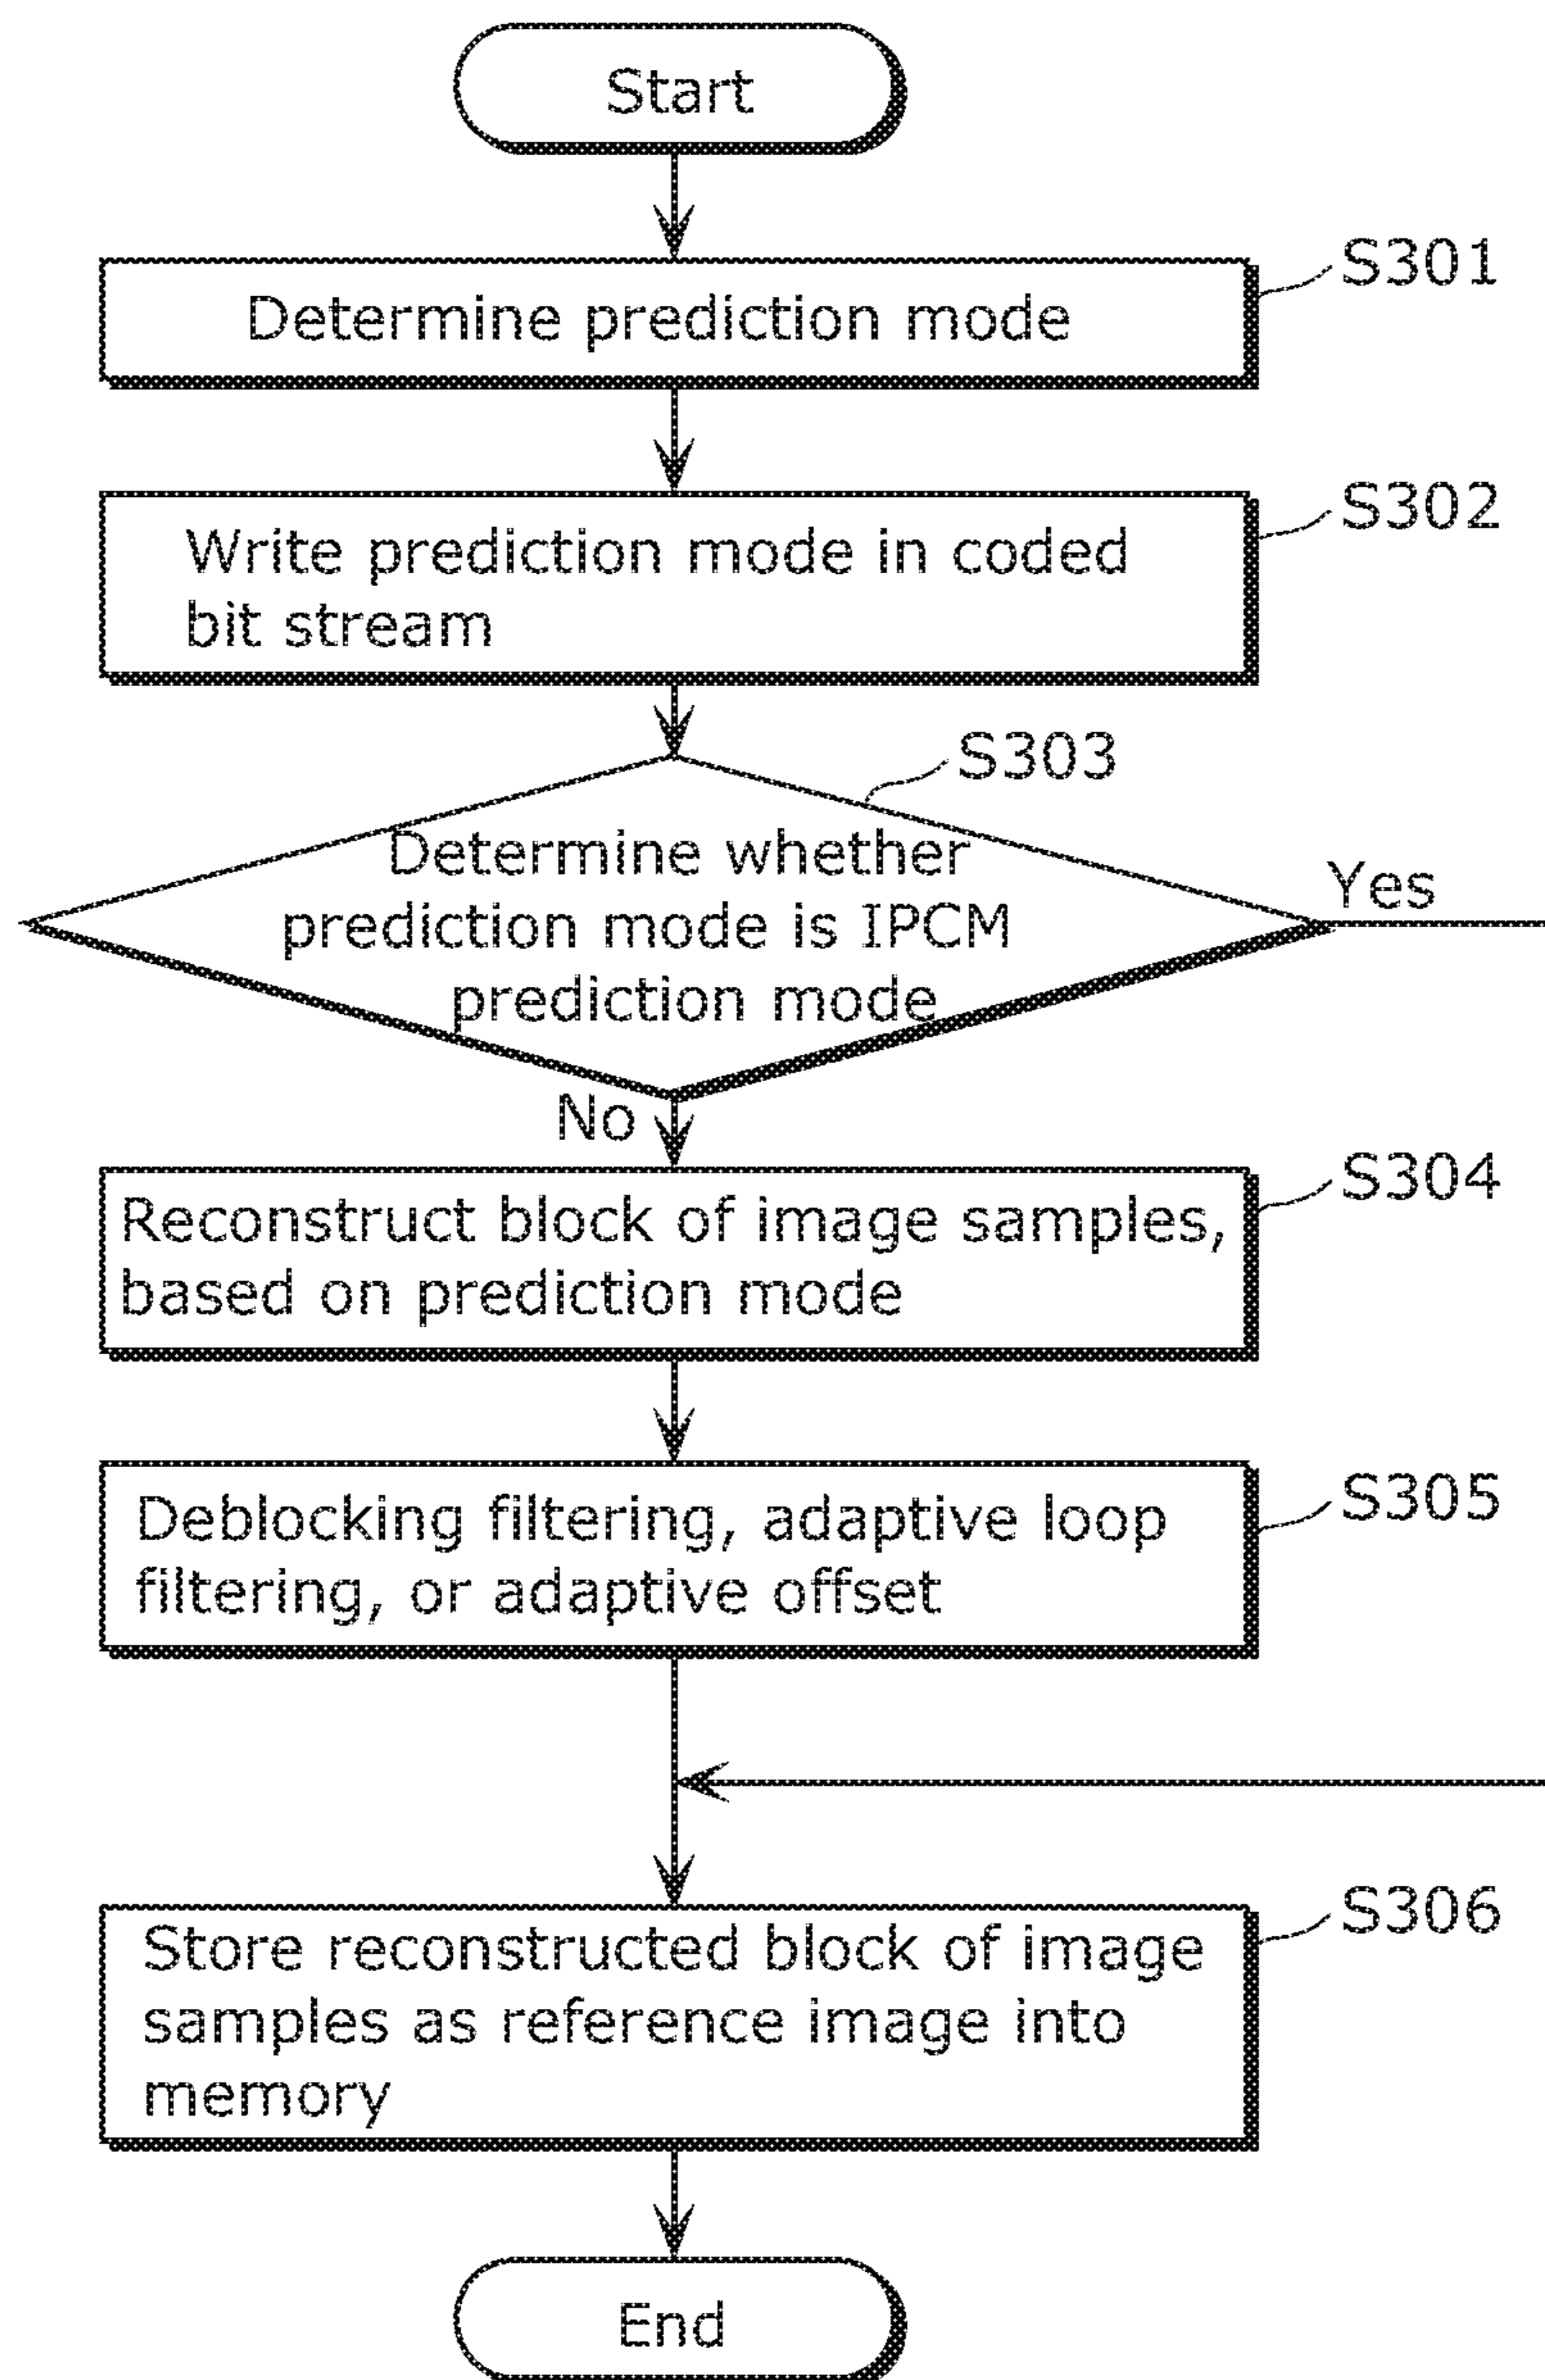 Start
S301
Determine prediction mode
S302
Write prediction mode in coded
bit stream
S303
Determine whether
prediction mode is IPCM
prediction mode
Yes
No
S304
Reconstruct block of image samples,
based on prediction mode
S305
Deblocking filtering, adaptive loop
filtering, or adaptive offset
S306
Store reconstructed block of image
samples as reference image into
memory
End